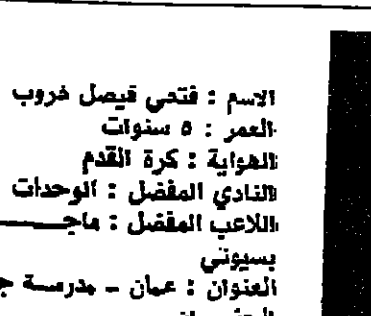 الاسم : فتحي فيصل خروب
العمر : ٥ سنوات
الهواية : كرة القدم
النادي المفضل : الوحدات
اللاعب المفضل : ماجد
بسيوني
العنوان : عمان – مدرسة